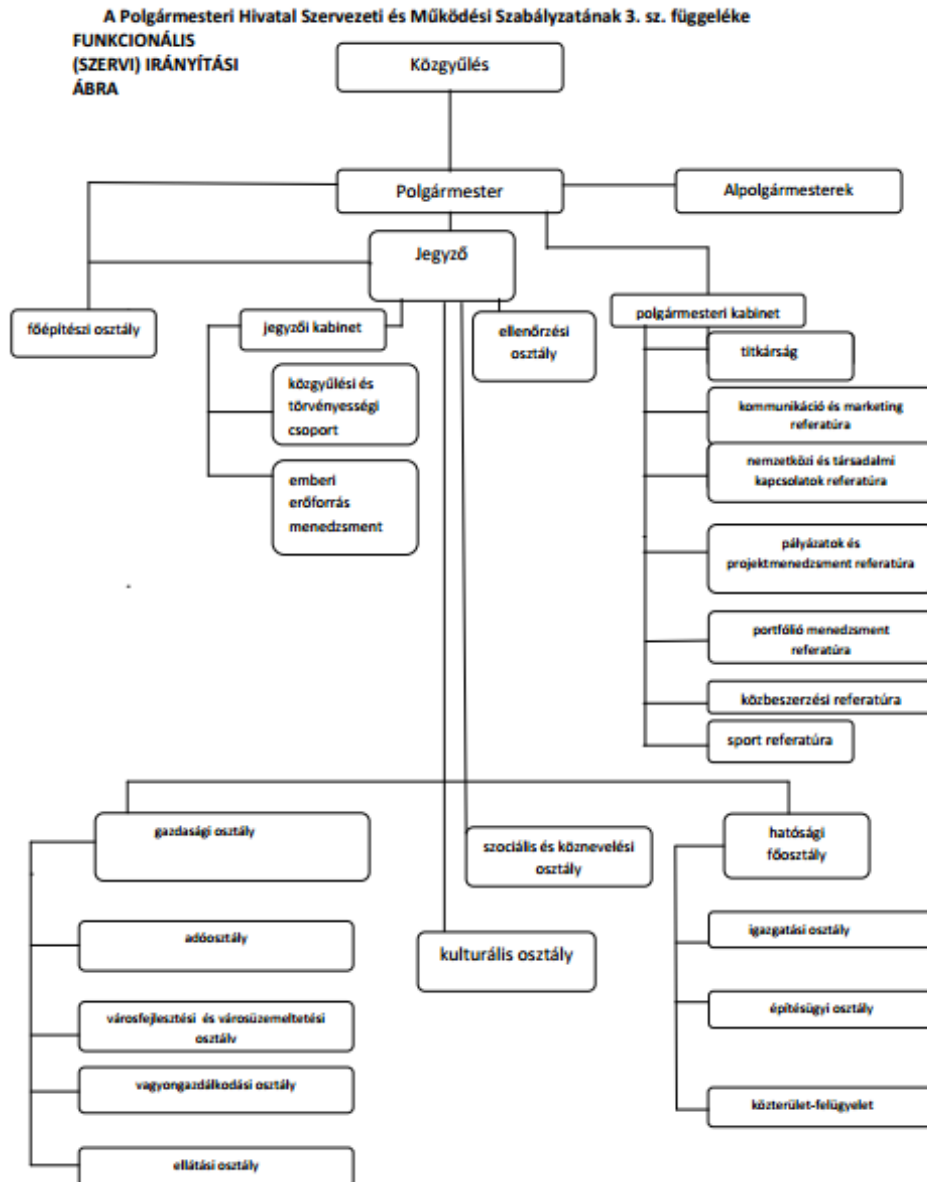 A Polgármesteri Hivatal Szervezeti és Működési Szabályzatának 3. sz. függeléke
FUNKCIONÁLIS
(SZERVI) IRÁNYÍTÁSI
ÁBRA
Közgyűlés
Polgármester
Alpolgármesterek
Jegyző
főépítészi osztály
jegyzői kabinet
ellenőrzési
osztály
polgármesteri kabinet
titkárság
közgyűlési és
törvényességi
csoport
kommunikáció és marketing
referatúra
nemzetközi és társadalmi
kapcsolatok referatúra
emberi
erőforrás
menedzsment
pályázatok és
projektmenedzsment referatúra
portfólió menedzsment
referatúra
közbeszerzési referatúra
sport referatúra
gazdasági osztály
szociális és köznevelési
osztály
hatósági
főosztály
adóosztály
kulturális osztály
igazgatási osztály
városfejlesztési és városüzemeltetési
osztály
építésügyi osztály
vagyongazdálkodási osztály
közterület-felügyelet
ellátási osztály